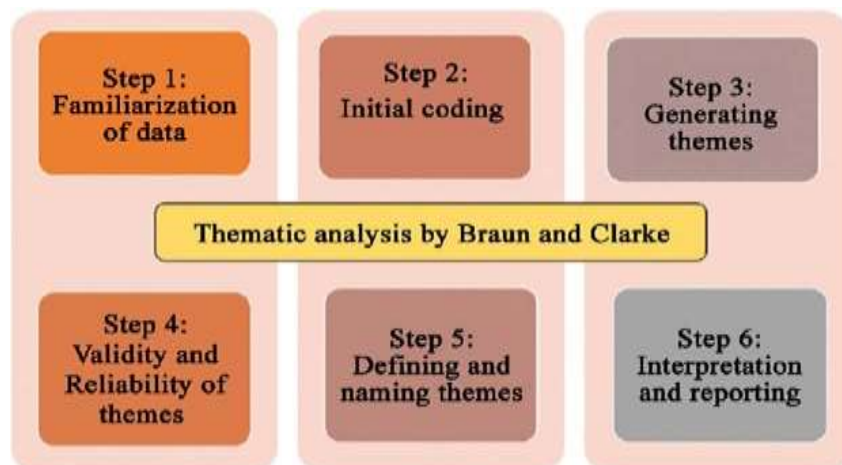 Step 1:
Familiarization
of data
Step 2:
Initial coding
Step 3:
Generating
themes
Thematic analysis by Braun and Clarke
Step 4:
Validity and
Reliability of
themes
Step 5:
Defining and
naming themes
Step 6:
Interpretation
and reporting